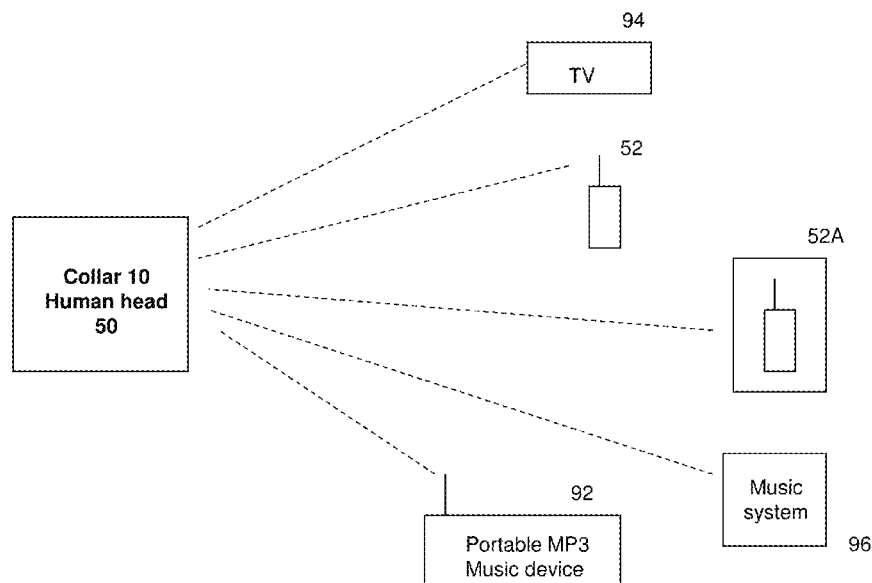 94
TV
52
52A
Collar 10
Human head
50
92
Portable MP3
Music device
Music
system
96